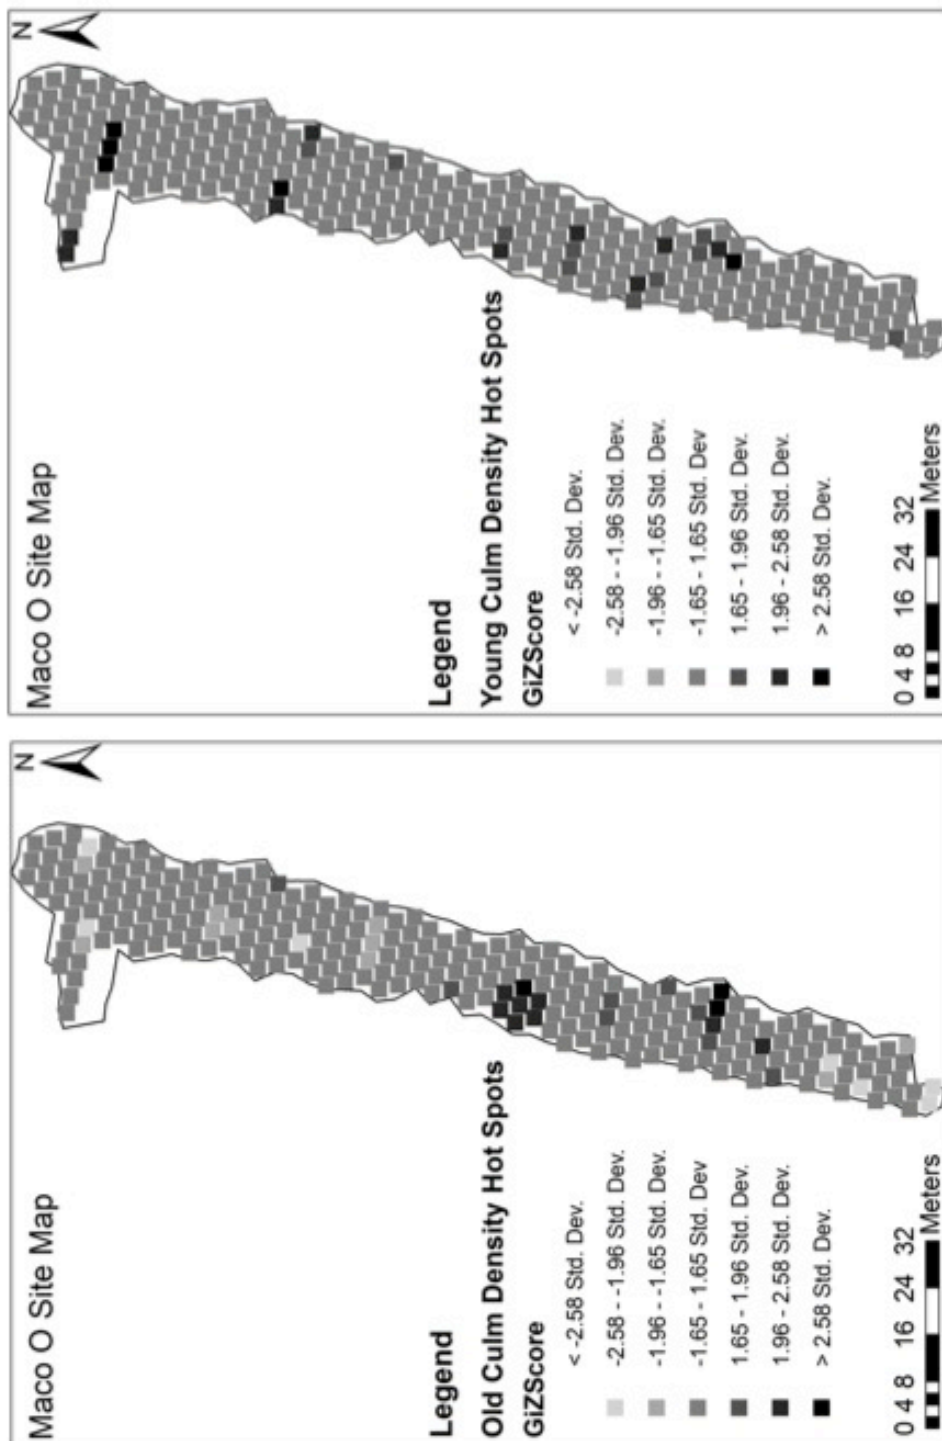 Maco O Site Map
N
Legend
Old Culm Density Hot Spots
GiZScore
< -2.58 Std. Dev.
-2.58 - -1.96 Std. Dev.
-1.96 - -1.65 Std. Dev.
-1.65 - 1.65 Std. Dev
1.65 - 1.96 Std. Dev.
1.96 - 2.58 Std. Dev.
> 2.58 Std. Dev.
0 4 8 16 24 32
Meters
Maco O Site Map
N
Legend
Young Culm Density Hot Spots
GiZScore
< -2.58 Std. Dev.
-2.58 - -1.96 Std. Dev.
-1.96 - -1.65 Std. Dev.
-1.65 - 1.65 Std. Dev
1.65 - 1.96 Std. Dev.
1.96 - 2.58 Std. Dev.
> 2.58 Std. Dev.
0 4 8 16 24 32
Meters